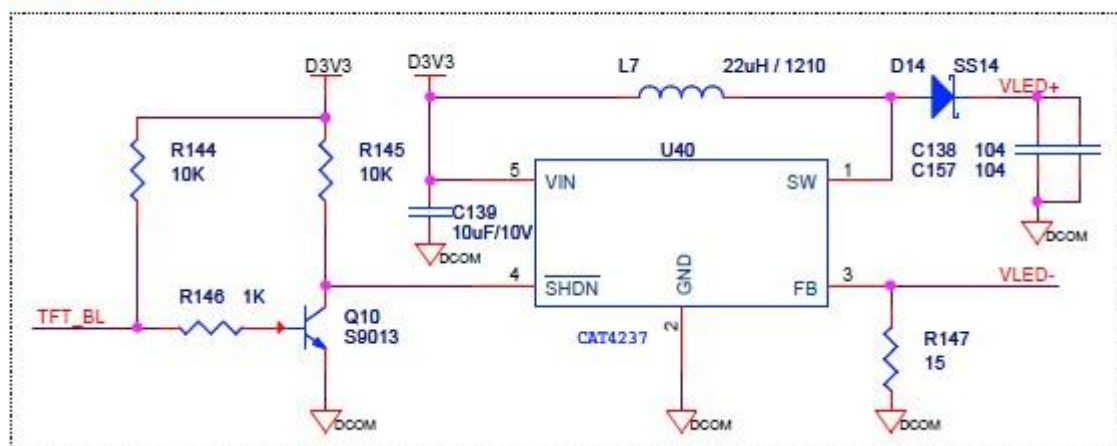 D3V3
D3V3
L7
22uH / 1210
D14
SS14
VLED+
R144
10K
R145
10K
U40
C138 104
C157 104
5
VIN
SW
1
C139
10uF/10V
DCOM
DCOM
4
SHDN
GND
FB
3
VLED-
R146 1K
TFT_BL
Q10
S9013
CAT4237
2
R147
15
DCOM
DCOM
DCOM